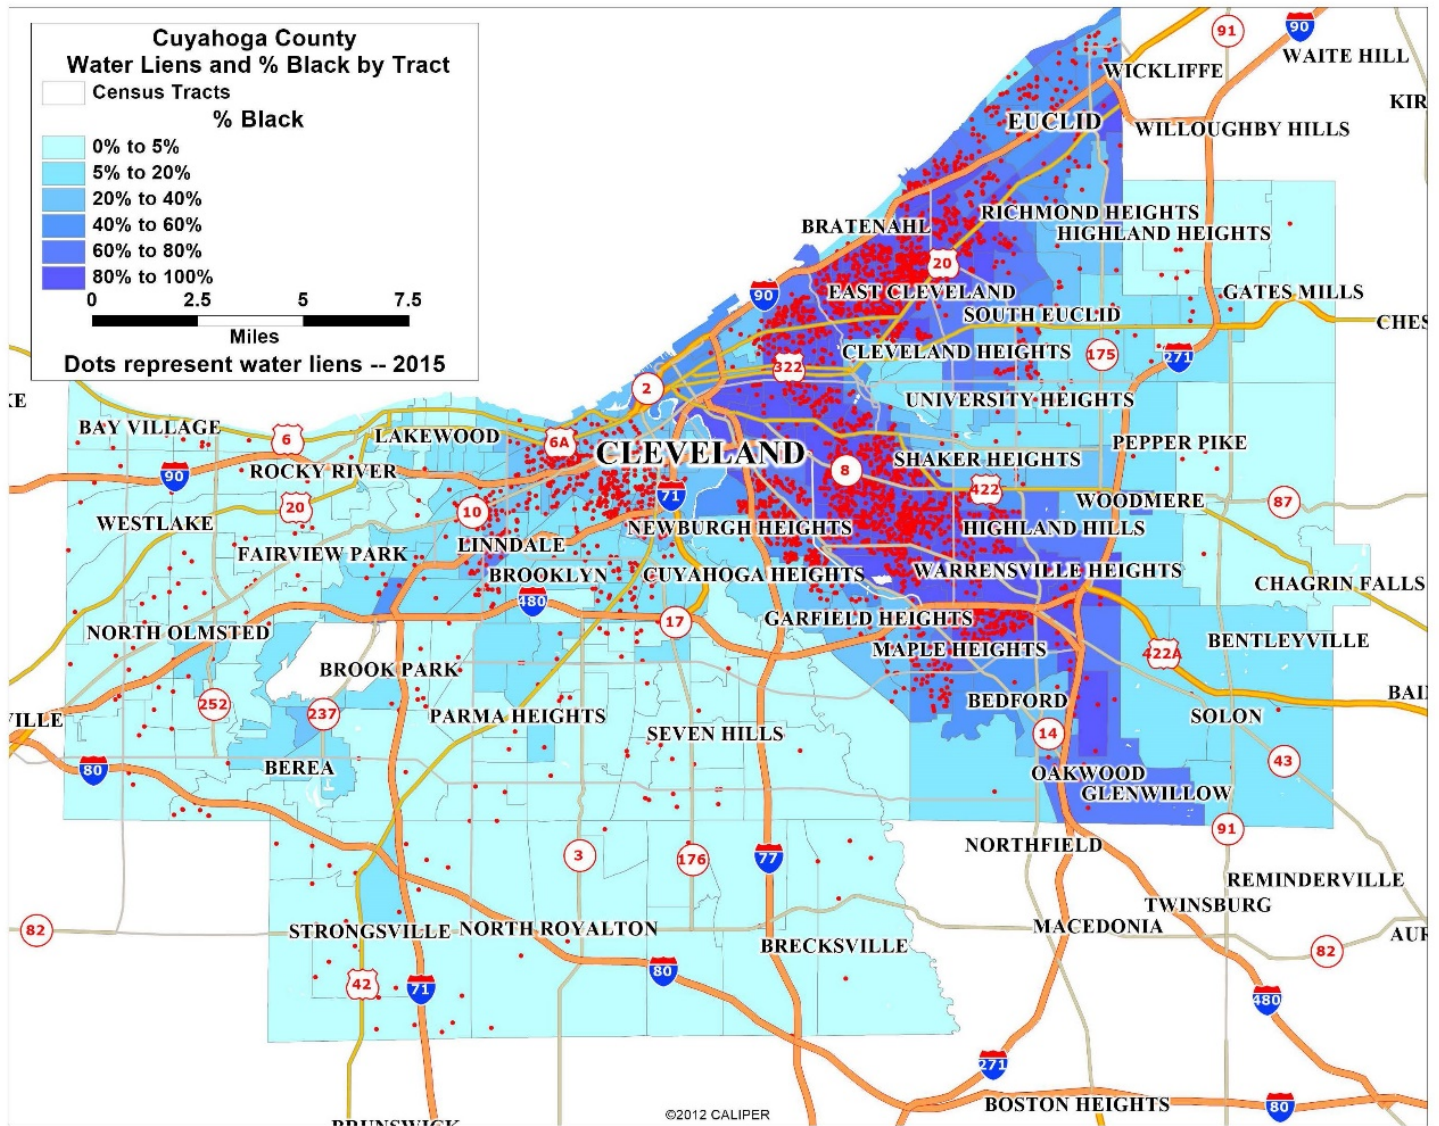 Cuyahoga County
Water Liens and % Black by Tract
Census Tracts
% Black
0% to 5%
5% to 20%
20% to 40%
40% to 60%
60% to 80%
80% to 100%
0 2.5 5 7.5
Miles
Dots represent water liens -- 2015
91
90
WAITE HILL
WICKLIFFE
KIR
EUCLID
WILLOUGHBY HILLS
RICHMOND HEIGHTS
BRATENAHL
HIGHLAND HEIGHTS
20
90
EAST CLEVELAND
GATES MILLS
SOUTH EUCLID
CHES
CLEVELAND HEIGHTS
175
271
322
2
KE
UNIVERSITY HEIGHTS
BAY VILLAGE
6
LAKEWOOD
6A
PEPPER PIKE
CLEVELAND
SHAKER HEIGHTS
90
ROCKY RIVER
8
422
71
WOODMERE
87
20
10
WESTLAKE
NEWBURGH HEIGHTS
HIGHLAND HILLS
LINNDALE
FAIRVIEW PARK
BROOKLYN
CUYAHOGA HEIGHTS
WARRENSVILLE HEIGHTS
CHAGRIN FALLS
480
17
GARFIELD HEIGHTS
NORTH OLMSTED
BENTLEYVILLE
MAPLE HEIGHTS
422A
BROOK PARK
BAI
252
237
PARMA HEIGHTS
BEDFORD
SOLON
VILLE
SEVEN HILLS
14
80
BEREA
43
OAKWOOD
GLENWILLOW
91
NORTHFIELD
3
176
77
REMINDERVILLE
TWINSBURG
82
STRONGSVILLE
NORTH ROYALTON
MACEDONIA
AUR
BRECKSVILLE
82
80
42
71
480
271
BOSTON HEIGHTS
80
©2012 CALIPER
BRUNSWICK